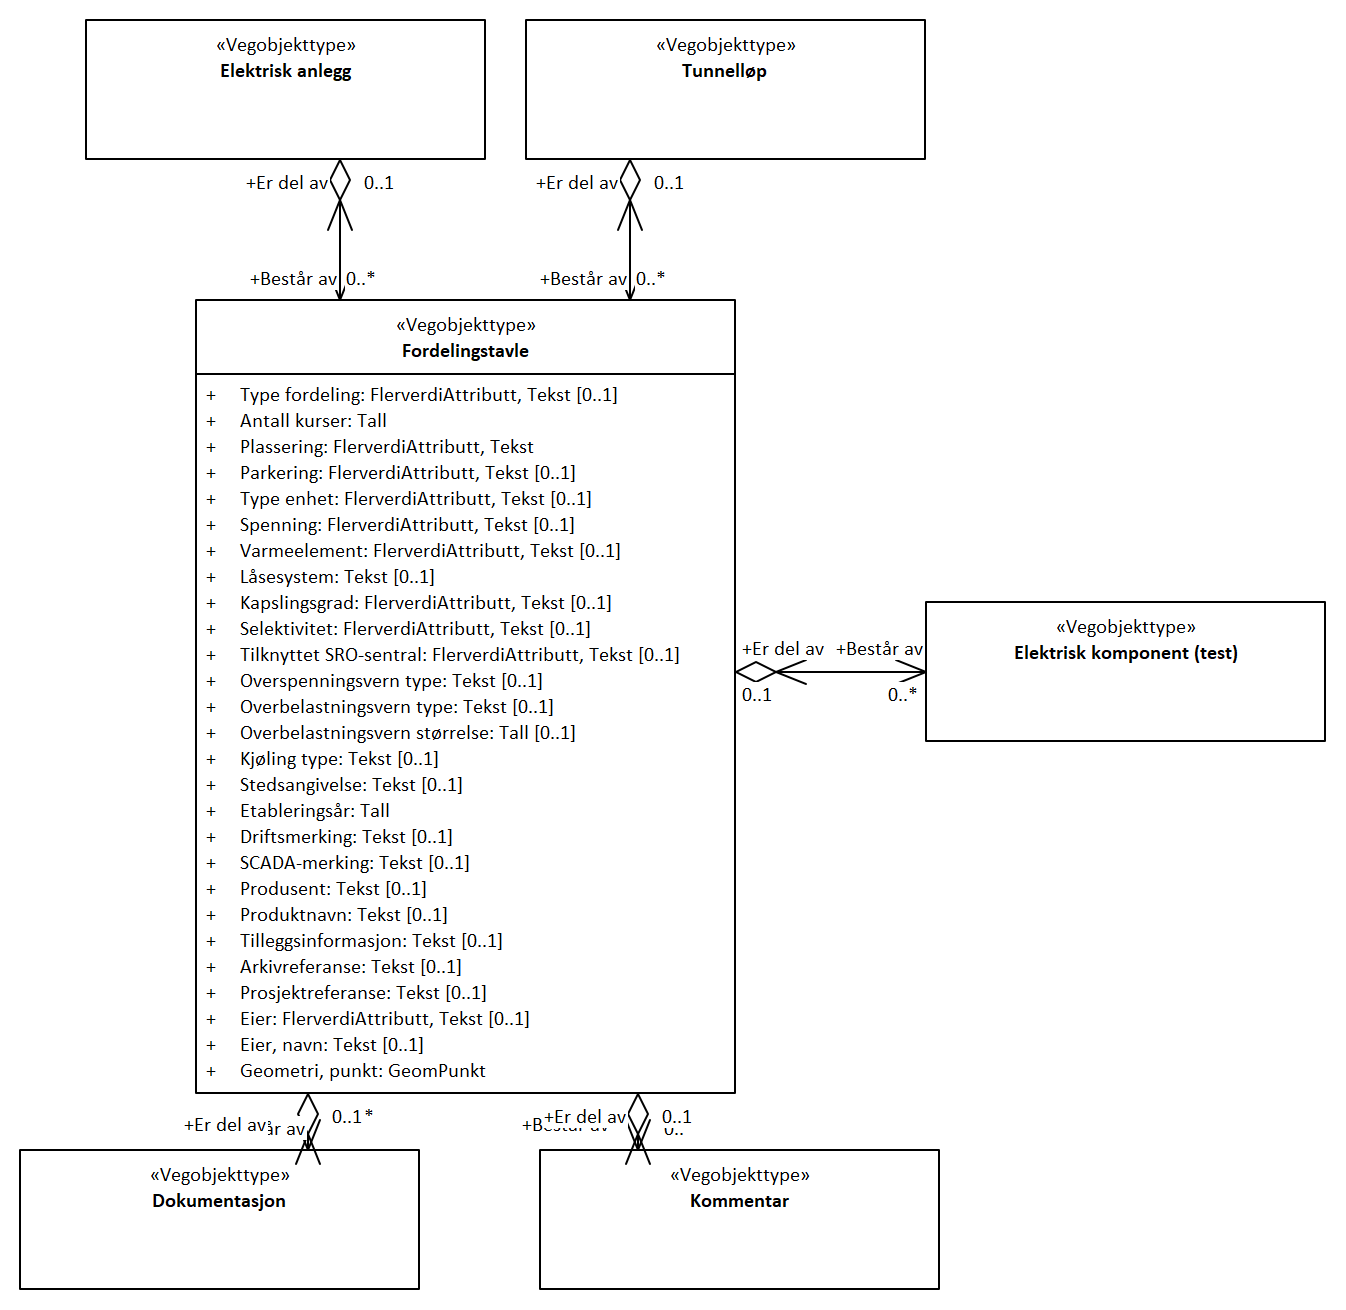 «Vegobjekttype»
Elektrisk anlegg
«Vegobjekttype»
Tunnelløp
+Er del av
0..1
+Er del av
0..1
+Består av
0..*
+Består av
0..*
«Vegobjekttype»
Fordelingstavle
+ Type fordeling: FlerverdiAttributt, Tekst [0..1]
+ Antall kurser: Tall
+ Plassering: FlerverdiAttributt, Tekst
+ Parkering: FlerverdiAttributt, Tekst [0..1]
+ Type enhet: FlerverdiAttributt, Tekst [0..1]
+ Spenning: FlerverdiAttributt, Tekst [0..1]
+ Varmeelement: FlerverdiAttributt, Tekst [0..1]
+ Låsesystem: Tekst [0..1]
+ Kapslingsgrad: FlerverdiAttributt, Tekst [0..1]
+ Selektivitet: FlerverdiAttributt, Tekst [0..1]
+ Tilknyttet SRO-sentral: FlerverdiAttributt, Tekst [0..1]
+ Overspenningsvern type: Tekst [0..1]
+ Overbelastningsvern type: Tekst [0..1]
+ Overbelastningsvern størrelse: Tall [0..1]
+ Kjøling type: Tekst [0..1]
+ Stedsangivelse: Tekst [0..1]
+ Etableringsår: Tall
+ Driftsmerking: Tekst [0..1]
+ SCADA-merking: Tekst [0..1]
+ Produsent: Tekst [0..1]
+ Produktnavn: Tekst [0..1]
+ Tilleggsinformasjon: Tekst [0..1]
+ Arkivreferanse: Tekst [0..1]
+ Prosjektreferanse: Tekst [0..1]
+ Eier: FlerverdiAttributt, Tekst [0..1]
+ Eier, navn: Tekst [0..1]
+ Geometri, punkt: GeomPunkt
+Er del av
+Består av
0..1
0..*
«Vegobjekttype»
Elektrisk komponent (test)
+Er del av
av
0..1
*
+Er del av
0..1
«Vegobjekttype»
Dokumentasjon
«Vegobjekttype»
Kommentar